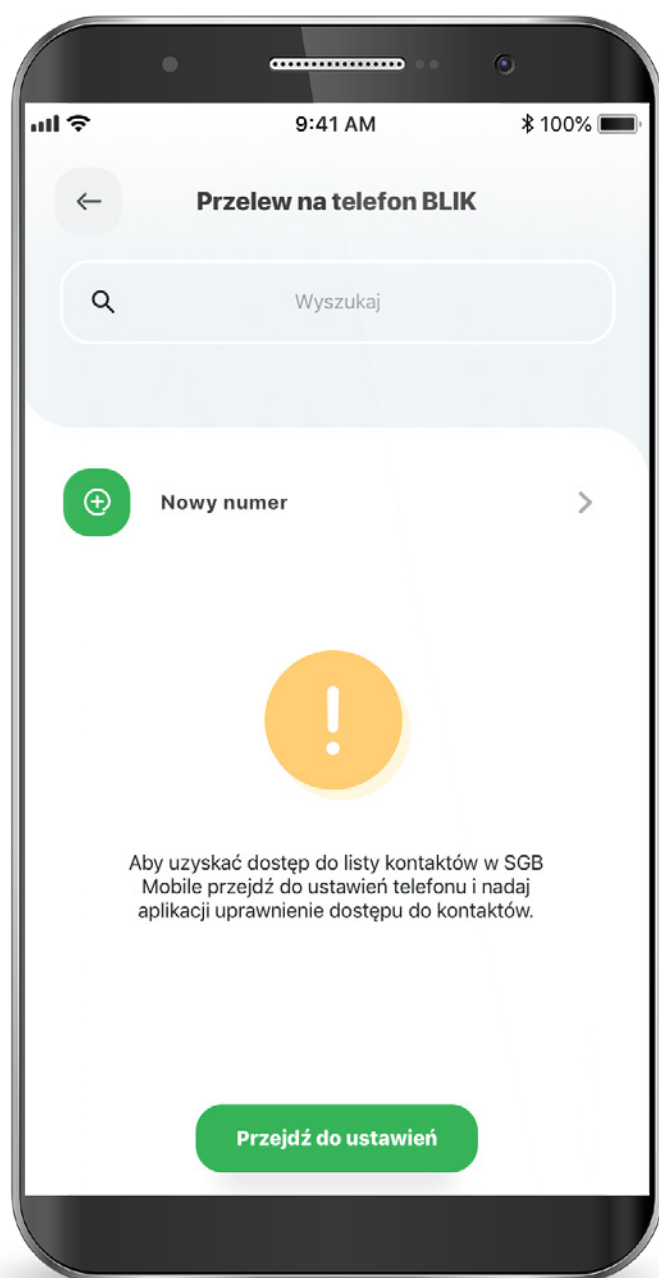 9:41 AM
100%
Przelew na telefon BLIK
Wyszukaj
Nowy numer
Aby uzyskać dostęp do listy kontaktów w SGB
Mobile przejdź do ustawień telefonu i nadaj
aplikacji uprawnienie dostępu do kontaktów.
Przejdź do ustawień